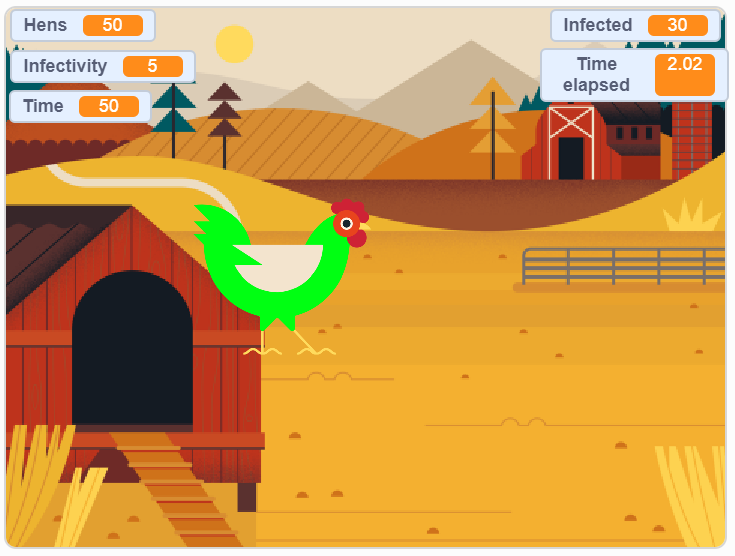 Hens 50
Infected 30
Infectivity 5
Time elapsed 2.02
Time 50